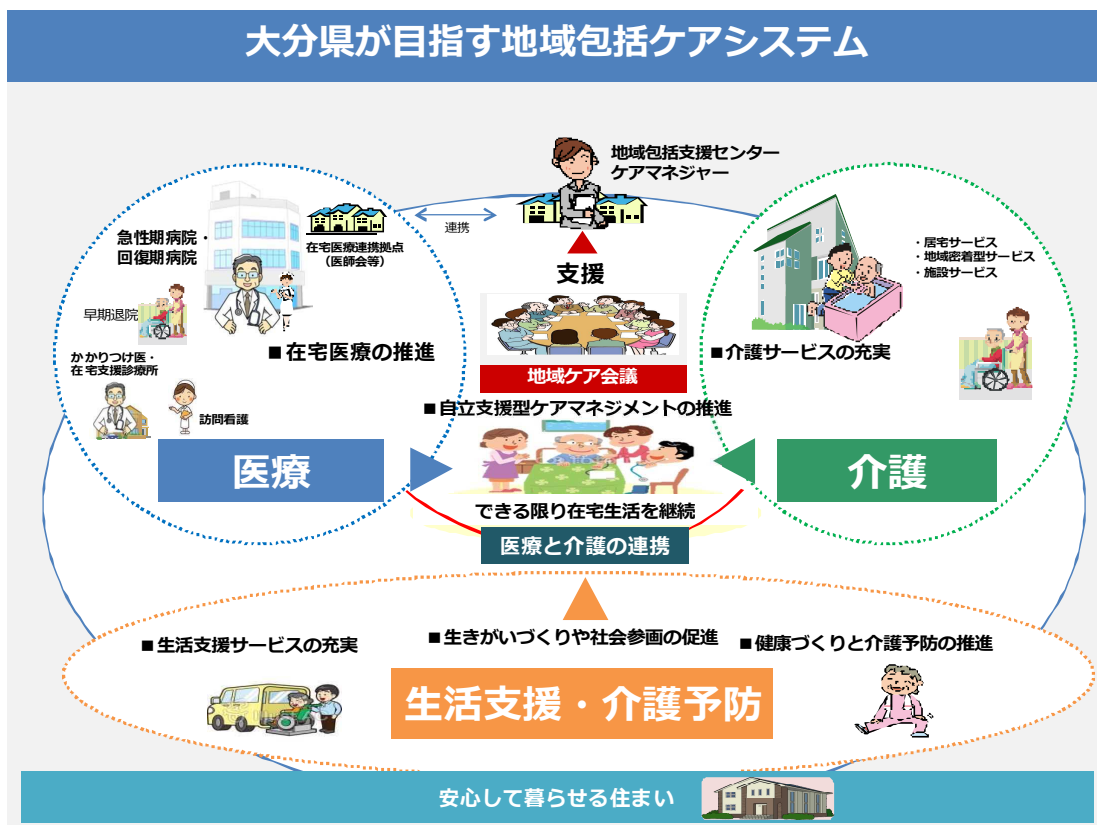 大分県が目指す地域包括ケアシステム
地域包括支援センター
ケアマネジャー
連携
急性期病院・
回復期病院
在宅医療連携拠点
（医師会等）
早期退院
■在宅医療の推進
かかりつけ医・
在宅支援診療所
訪問看護
医療
支援
地域ケア会議
■自立支援型ケアマネジメントの推進
できる限り在宅生活を継続
医療と介護の連携
・居宅サービス
・地域密着型サービス
・施設サービス
■介護サービスの充実
介護
■生活支援サービスの充実
■生きがいづくりや社会参画の促進
■健康づくりと介護予防の推進
生活支援・介護予防
安心して暮らせる住まい